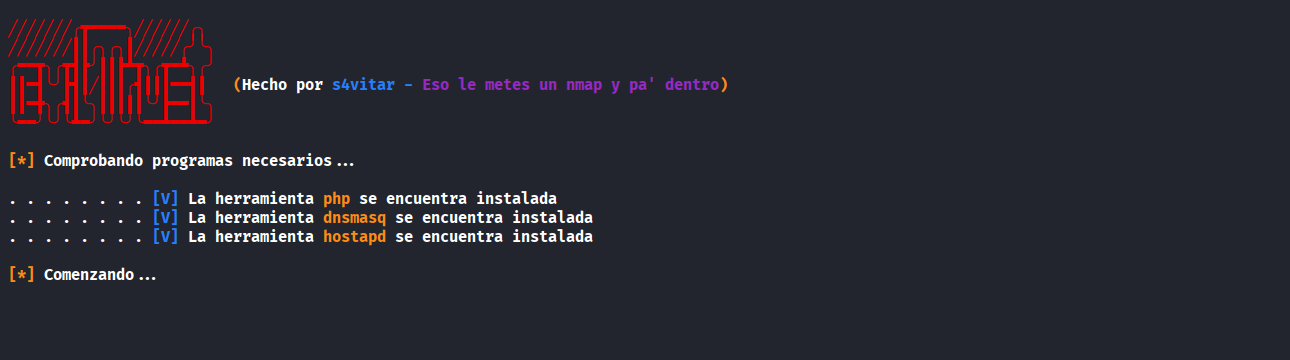 (Hecho por s4vitar - Eso le metes un nmap y pa' dentro)
[*] Comprobando programas necesarios...
. . . . . . . . [V] La herramienta php se encuentra instalada
. . . . . . . . [V] La herramienta dnsmasq se encuentra instalada
. . . . . . . . [V] La herramienta hostapd se encuentra instalada
[*] Comenzando...